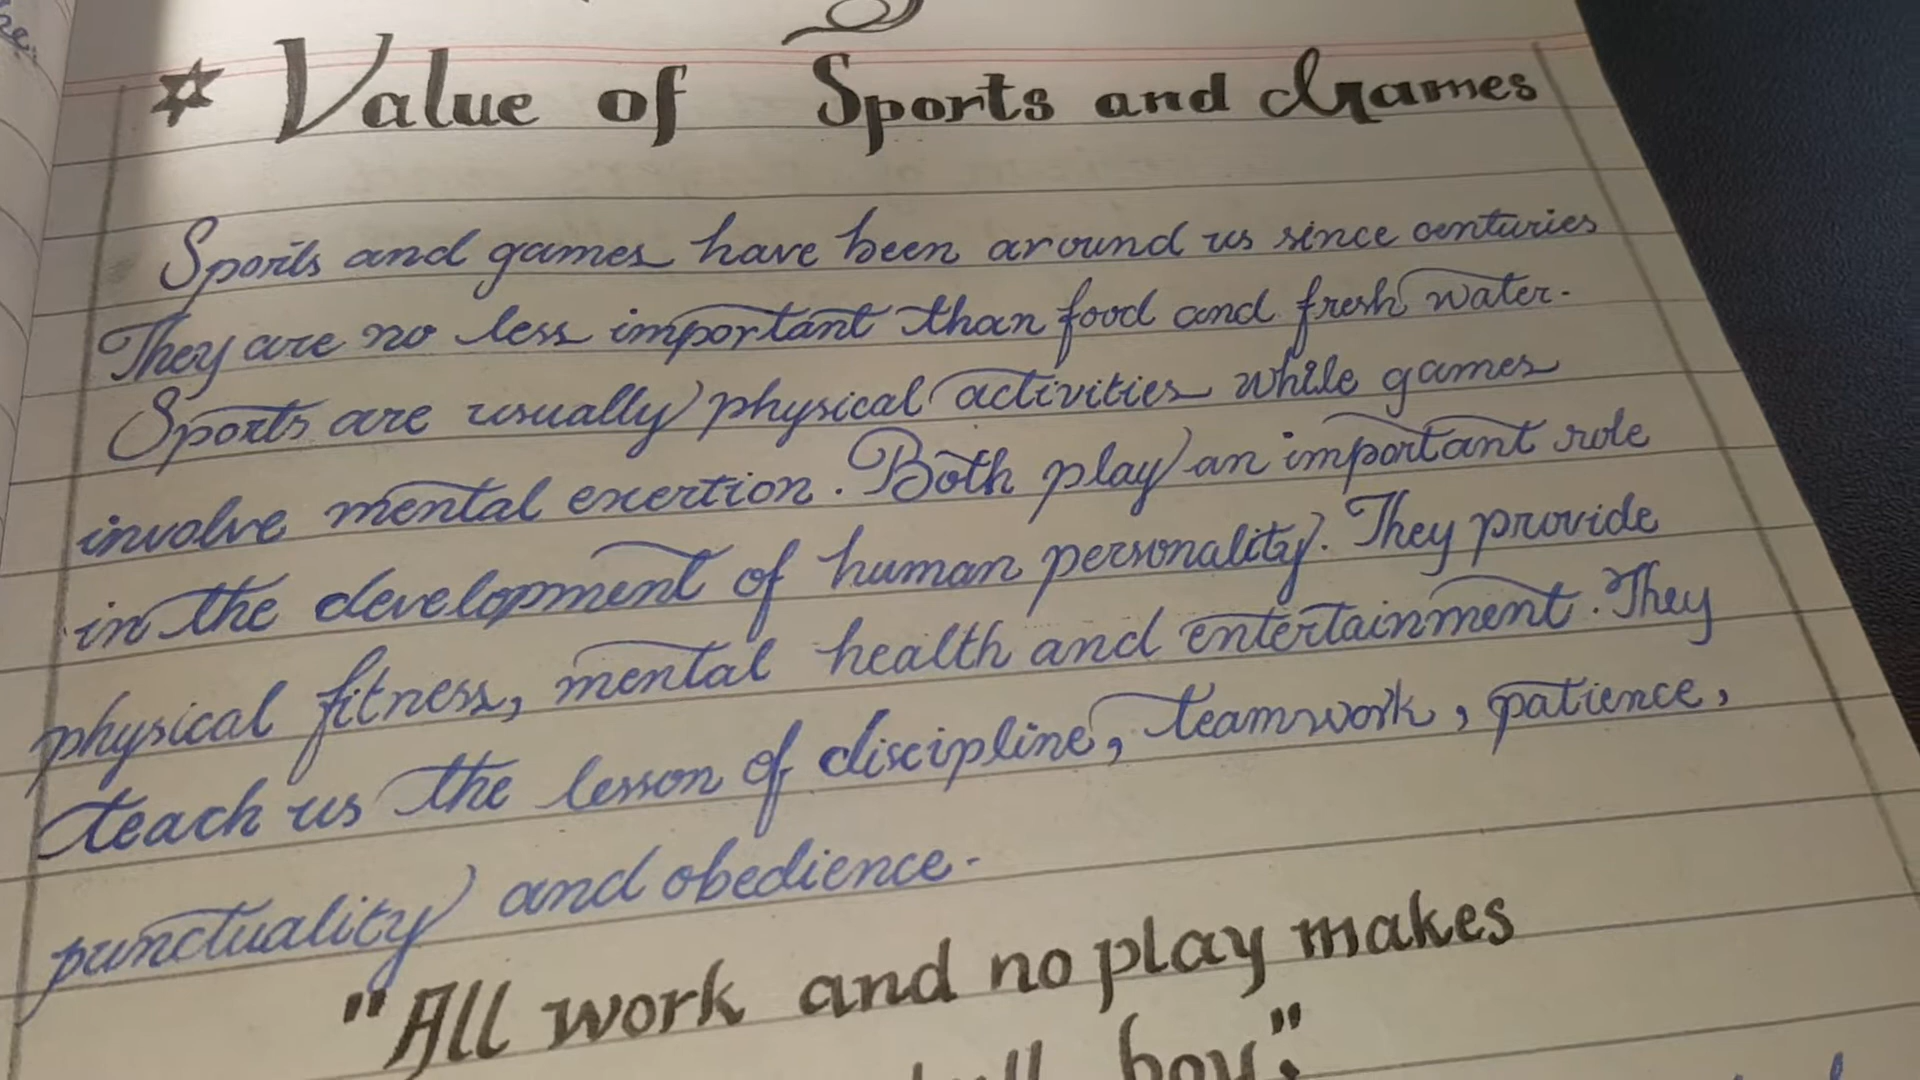 Value of Sports and Games
Sports and games have been around us since centuries
They are no less important than food and fresh water.
Sports are usually physical activities while games
involve mental exertion. Both play an important role
in the development of human personality. They provide
physical fitness, mental health and entertainment. They
teach us the lesson of discipline, teamwork, patience,
punctuality and obedience.
"All work and no play makes
boy."